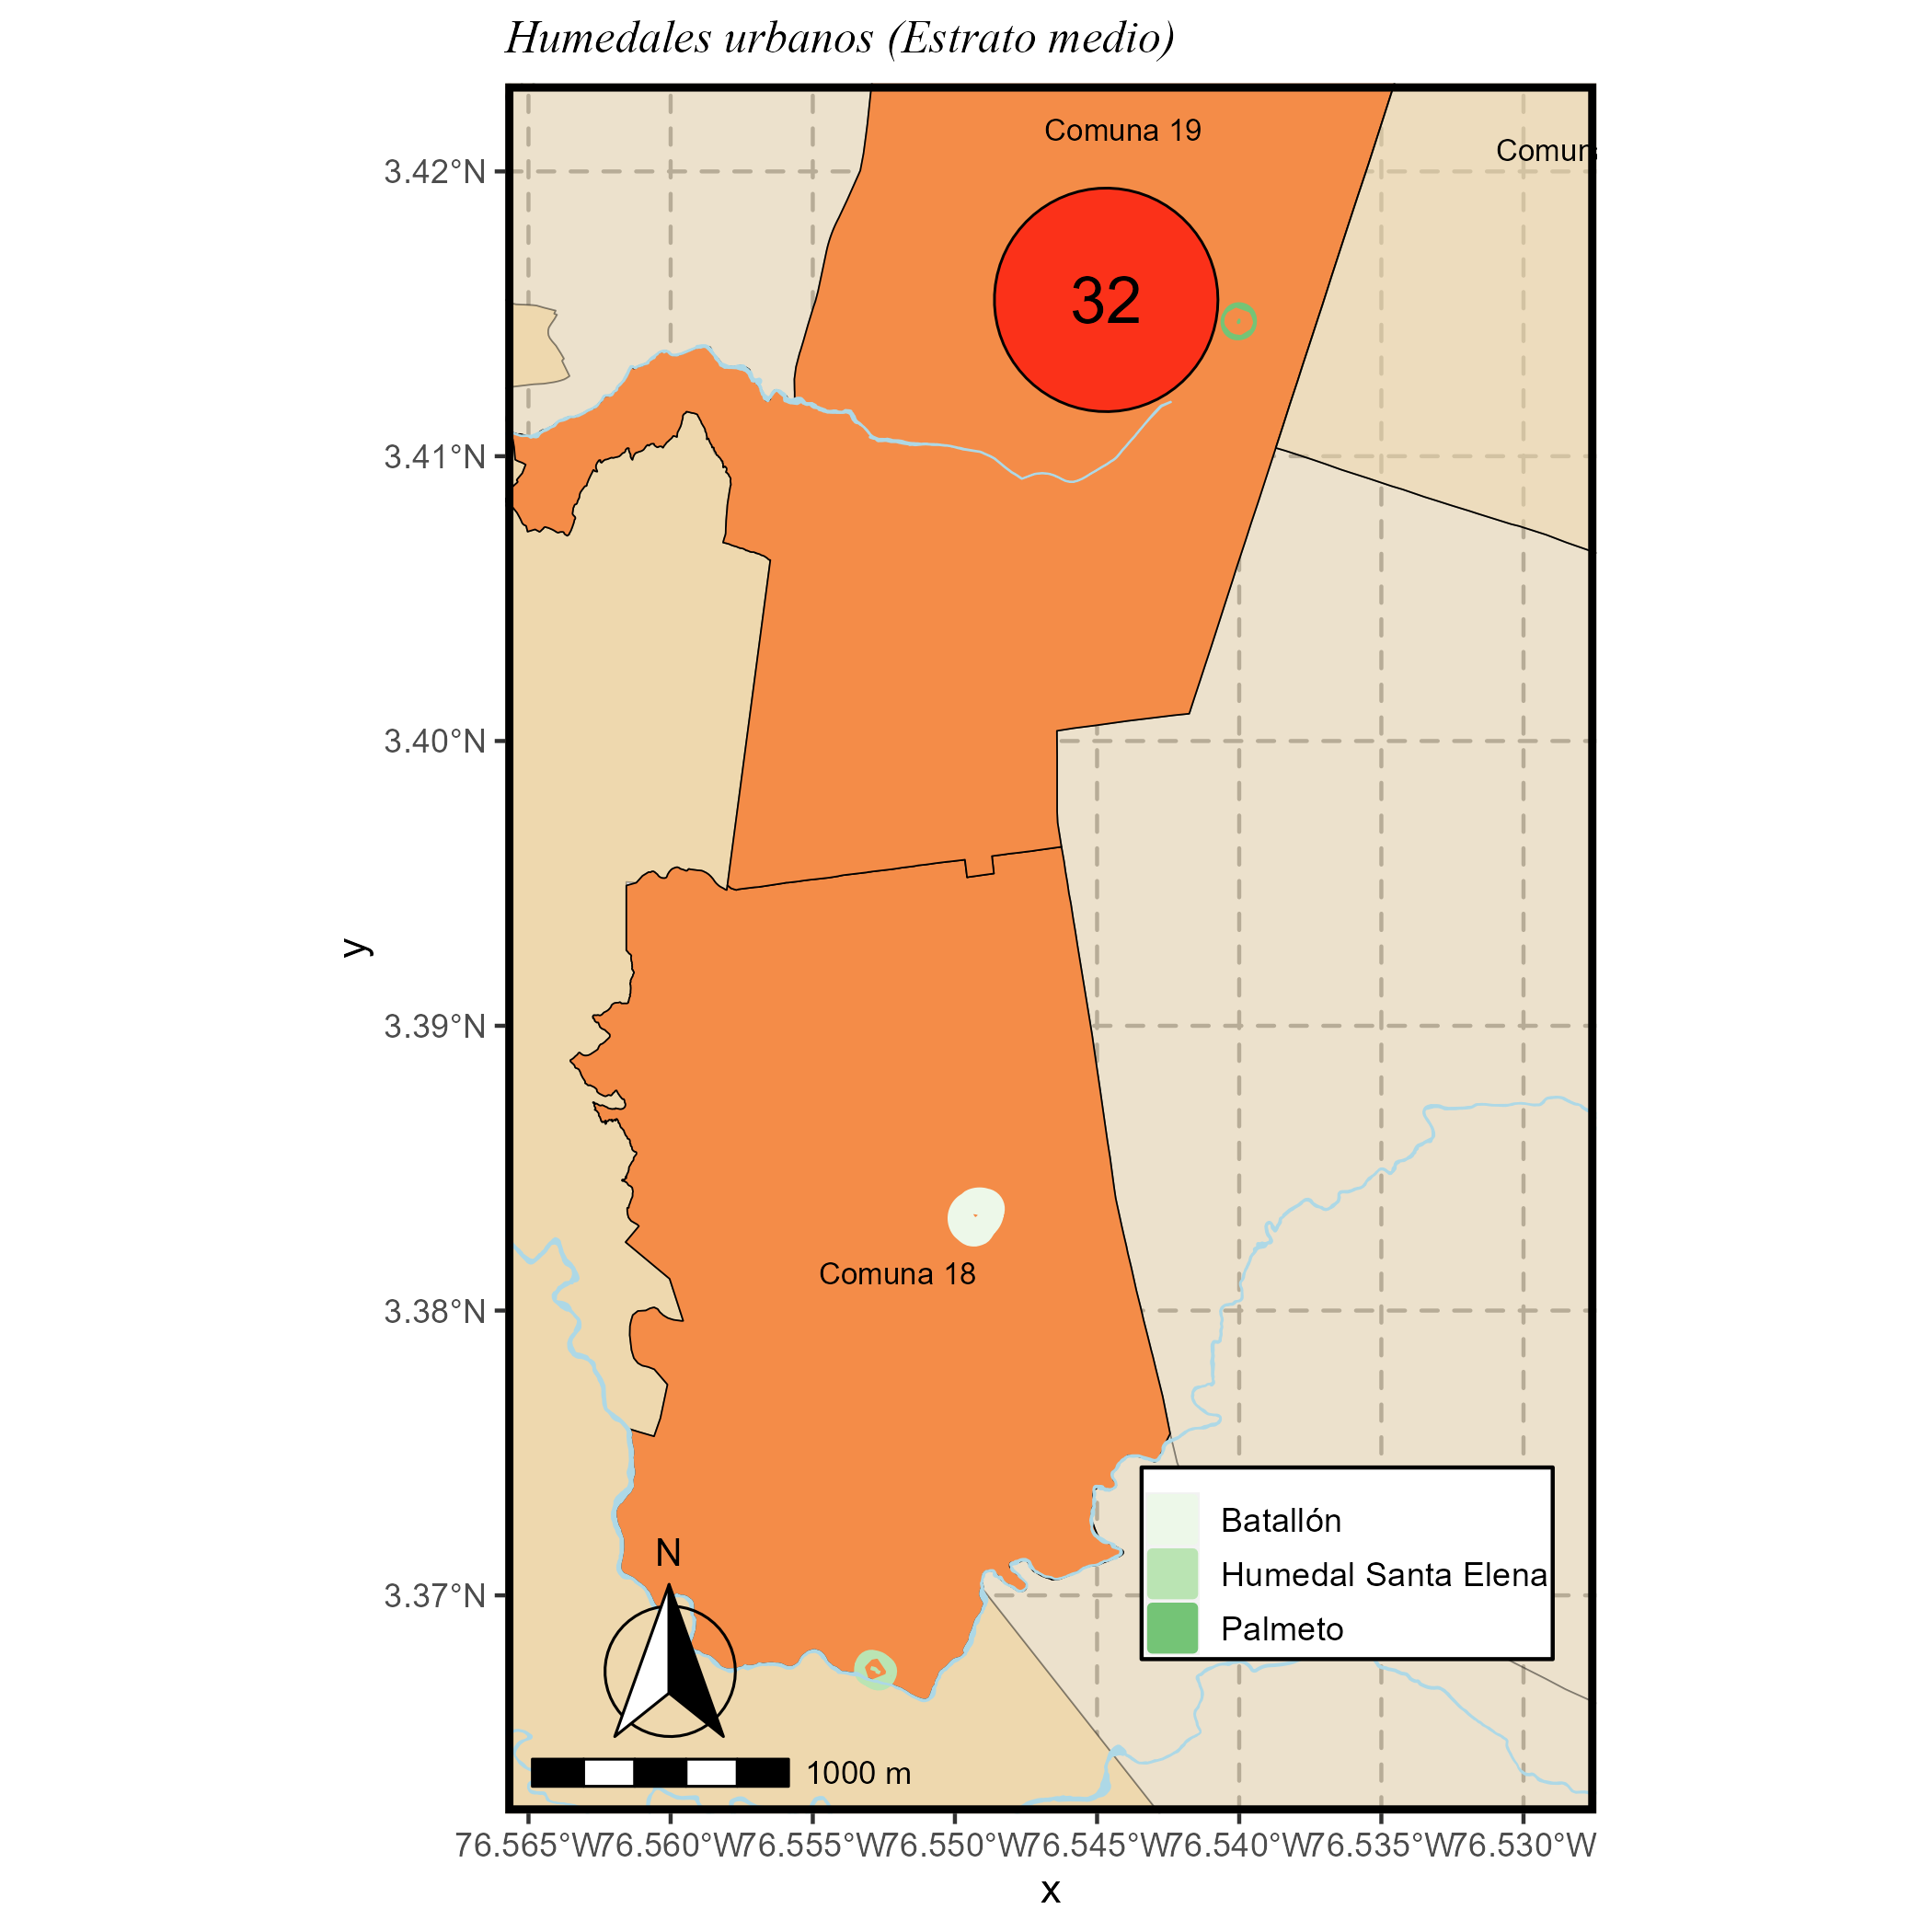 Humedales urbanos (Estrato medio)
Comuna 19
Comun
3.42°N
32
3.41°N
3.40°N
y
3.39°N
Comuna 18
3.38°N
Batallón
N
Humedal Santa Elena
3.37°N
Palmeto
1000 m
76.565°W 76.560°W 76.555°W 76.550°W 76.545°W 76.540°W 76.535°W 76.530°W
x